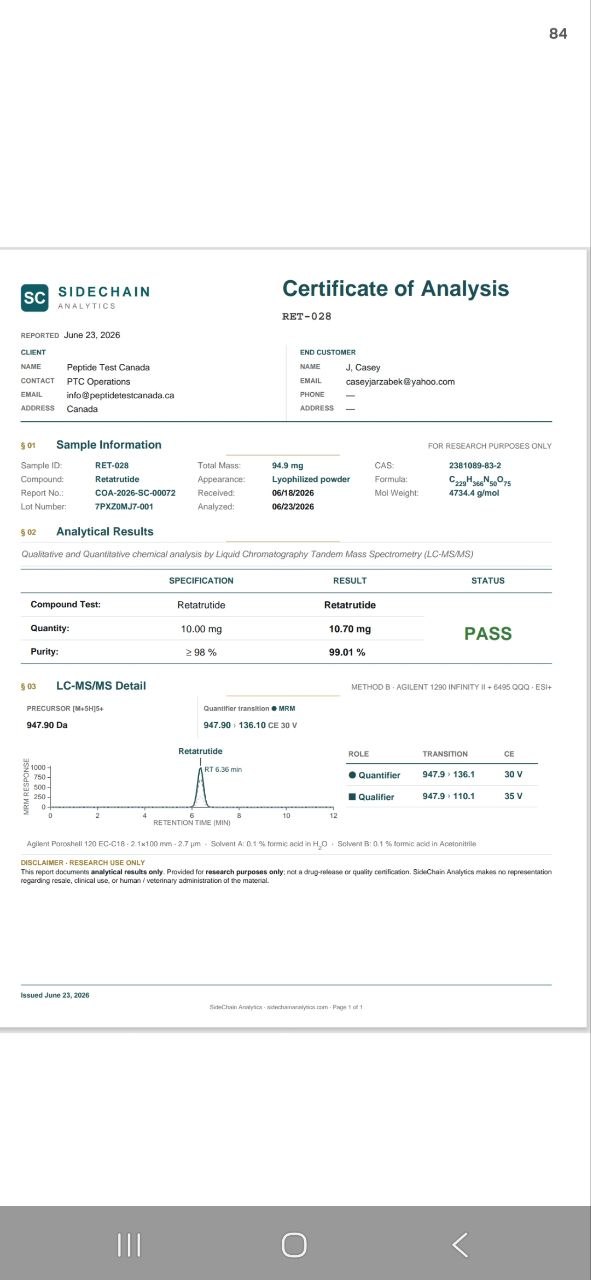 84
SC SIDECHAIN
ANALYTICS
Certificate of Analysis
RET-028
REPORTED June 23, 2026
CLIENT
NAME Peptide Test Canada
CONTACT PTC Operations
EMAIL info@peptidetestcanada.ca
ADDRESS Canada
END CUSTOMER
NAME J, Casey
EMAIL caseyjarzabek@yahoo.com
PHONE —
ADDRESS —
§ 01 Sample Information FOR RESEARCH PURPOSES ONLY
Sample ID: RET-028 Total Mass: 94.9 mg CAS: 2381089-83-2
Compound: Retatrutide Appearance: Lyophilized powder Formula: C229H366N50O75
Report No.: COA-2026-SC-00072 Received: 06/18/2026 Mol Weight: 4734.4 g/mol
Lot Number: 7PXZ0MJ7-001 Analyzed: 06/23/2026
§ 02 Analytical Results
Qualitative and Quantitative chemical analysis by Liquid Chromatography Tandem Mass Spectrometry (LC-MS/MS)
SPECIFICATION RESULT STATUS
Compound Test: Retatrutide Retatrutide
Quantity: 10.00 mg 10.70 mg PASS
Purity: ≥ 98 % 99.01 %
§ 03 LC-MS/MS Detail METHOD B · AGILENT 1290 INFINITY II + 6495 QQQ · ESI+
PRECURSOR [M+5H]5+ Quantifier transition ● MRM
947.90 Da 947.90 › 136.10 CE 30 V
Retatrutide
RT 6.36 min
MRM RESPONSE
1000
750
500
250
0
0 2 4 6 8 10 12
RETENTION TIME (MIN)
ROLE TRANSITION CE
● Quantifier 947.9 › 136.1 30 V
■ Qualifier 947.9 › 110.1 35 V
Agilent Poroshell 120 EC-C18 · 2.1×100 mm · 2.7 µm · Solvent A: 0.1 % formic acid in H2O · Solvent B: 0.1 % formic acid in Acetonitrile
DISCLAIMER · RESEARCH USE ONLY
This report documents analytical results only. Provided for research purposes only; not a drug-release or quality certification. SideChain Analytics makes no representation
regarding resale, clinical use, or human / veterinary administration of the material.
Issued June 23, 2026
SideChain Analytics · sidechainanalytics.com · Page 1 of 1